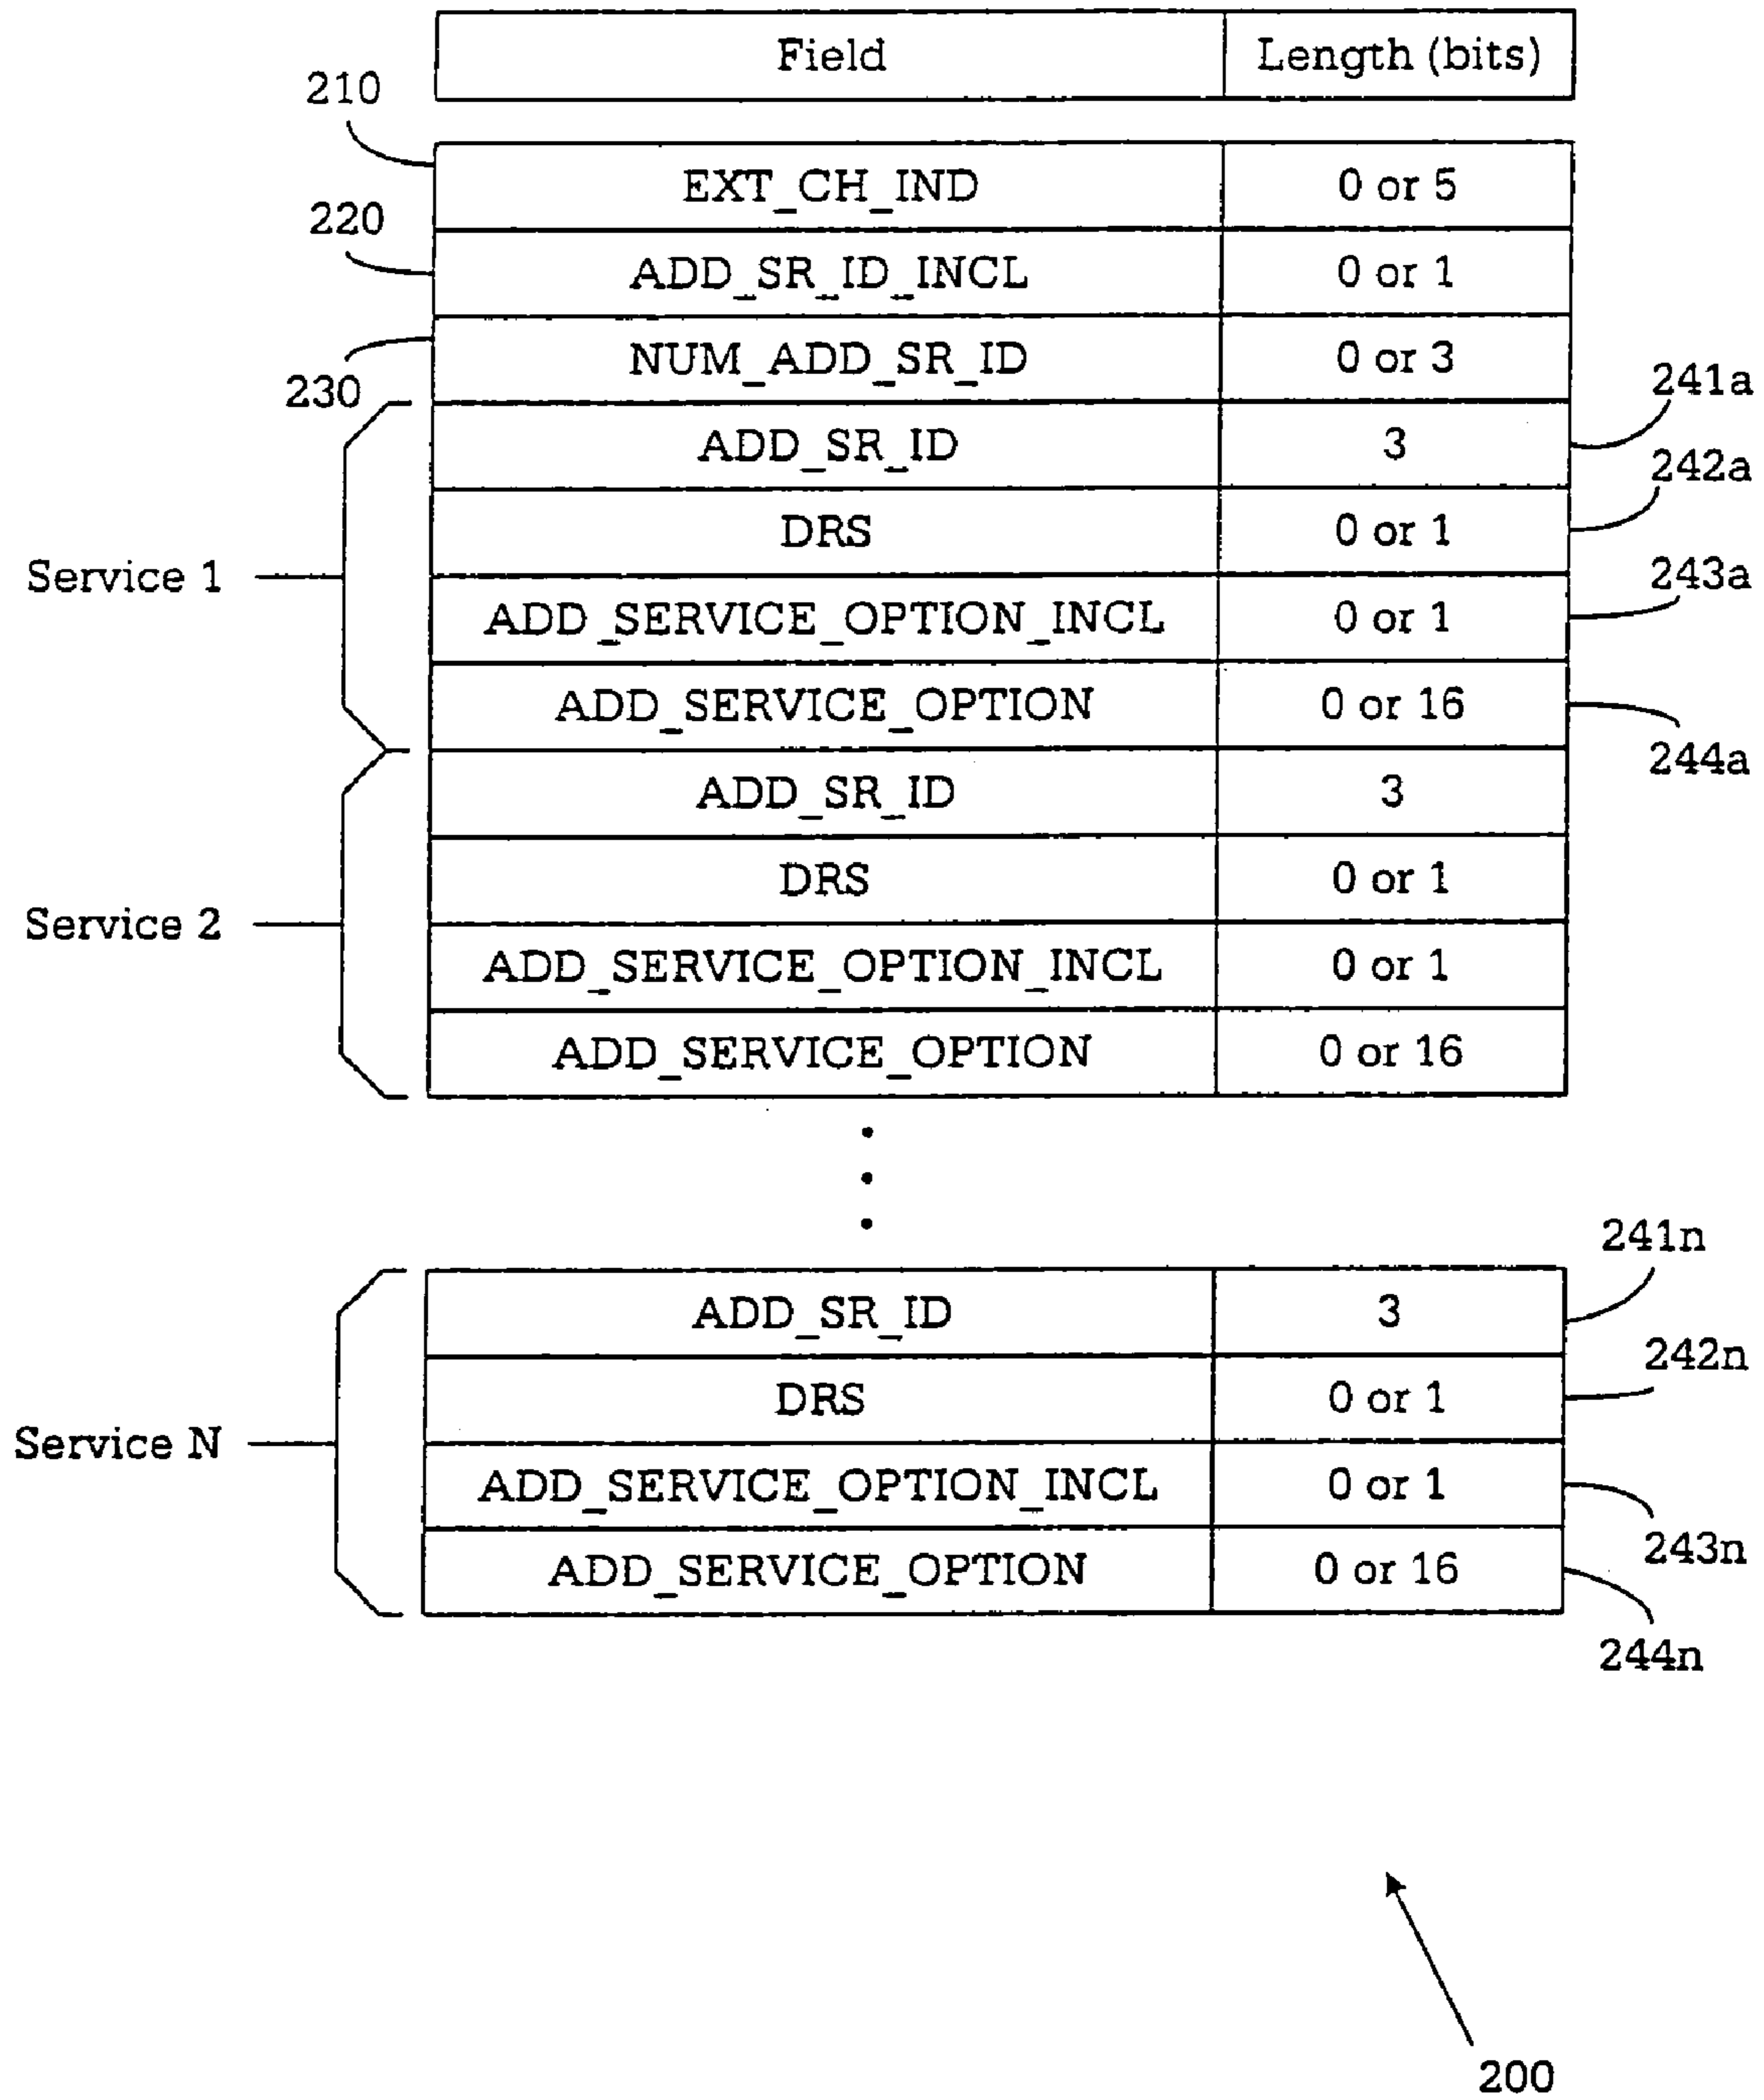 Field Length (bits)
210
EXT_CH_IND 0 or 5
220
ADD_SR_ID_INCL 0 or 1
NUM_ADD_SR_ID 0 or 3
230
241a
ADD_SR_ID 3
242a
DRS 0 or 1
Service 1
243a
ADD_SERVICE_OPTION_INCL 0 or 1
ADD_SERVICE_OPTION 0 or 16
244a
ADD_SR_ID 3
DRS 0 or 1
Service 2
ADD_SERVICE_OPTION_INCL 0 or 1
ADD_SERVICE_OPTION 0 or 16
241n
ADD_SR_ID 3
242n
DRS 0 or 1
Service N
ADD_SERVICE_OPTION_INCL 0 or 1
243n
ADD_SERVICE_OPTION 0 or 16
244n
200